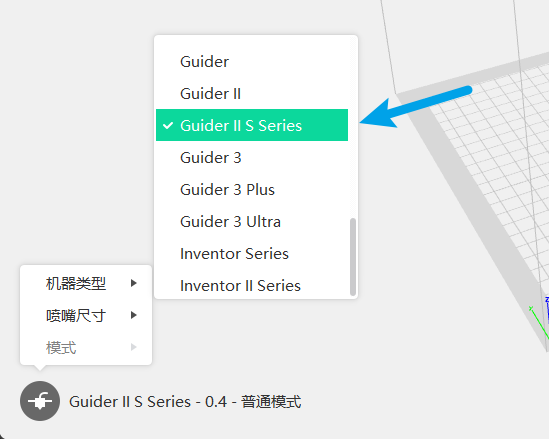 Guider
Guider II
Guider II S Series
Guider 3
Guider 3 Plus
Guider 3 Ultra
Inventor Series
Inventor II Series
机器类型
喷嘴尺寸
模式
Guider II S Series - 0.4 - 普通模式